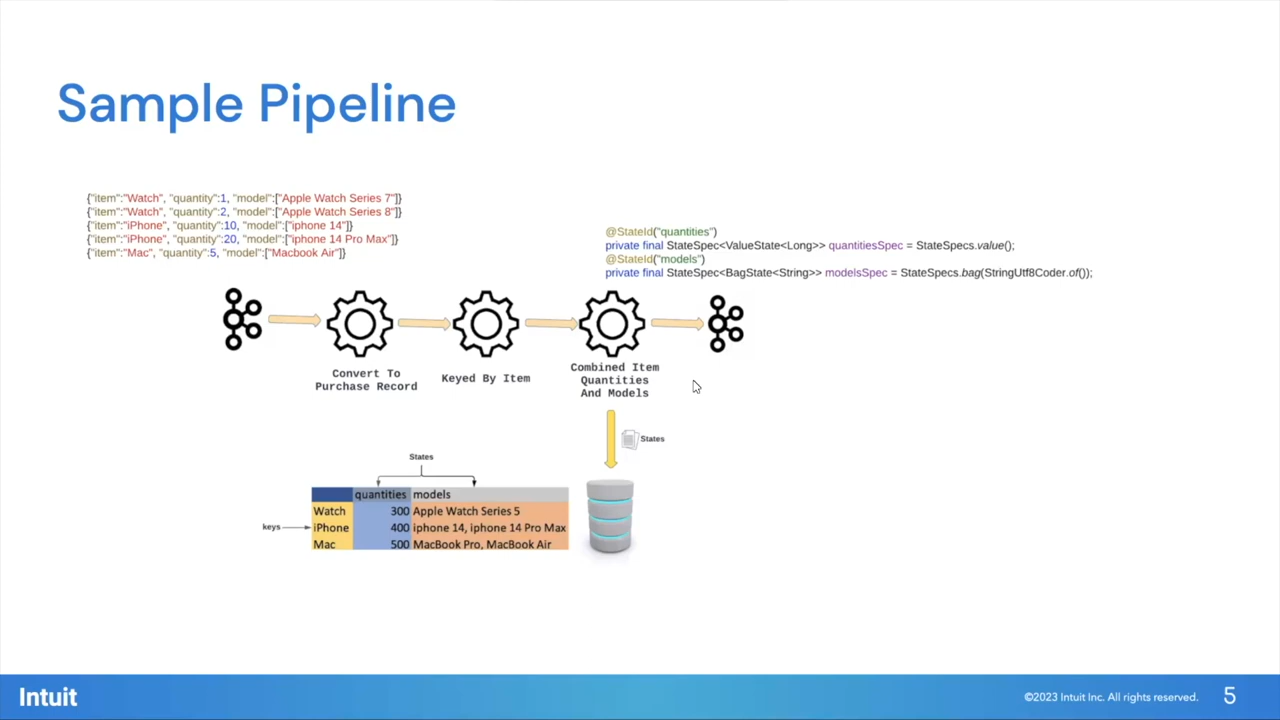 Sample Pipeline
{"item":"Watch", "quantity":1, "model":["Apple Watch Series 7"]}
{"item":"Watch", "quantity":2, "model":["Apple Watch Series 8"]}
{"item":"iPhone", "quantity":10, "model":["iphone 14"]}
{"item":"iPhone", "quantity":20, "model":["iphone 14 Pro Max"]}
{"item":"Mac", "quantity":5, "model":["Macbook Air"]}
@StateId("quantities")
private final StateSpec<ValueState<Long>> quantitiesSpec = StateSpecs.value();
@StateId("models")
private final StateSpec<BagState<String>> modelsSpec = StateSpecs.bag(StringUtf8Coder.of());
Convert To
Purchase Record
Keyed By Item
Combined Item
Quantities
And Models
States
States
quantities models
Watch 300 Apple Watch Series 5
keys
iPhone 400 iphone 14, iphone 14 Pro Max
Mac 500 MacBook Pro, MacBook Air
Intuit
©2023 Intuit Inc. All rights reserved.
5